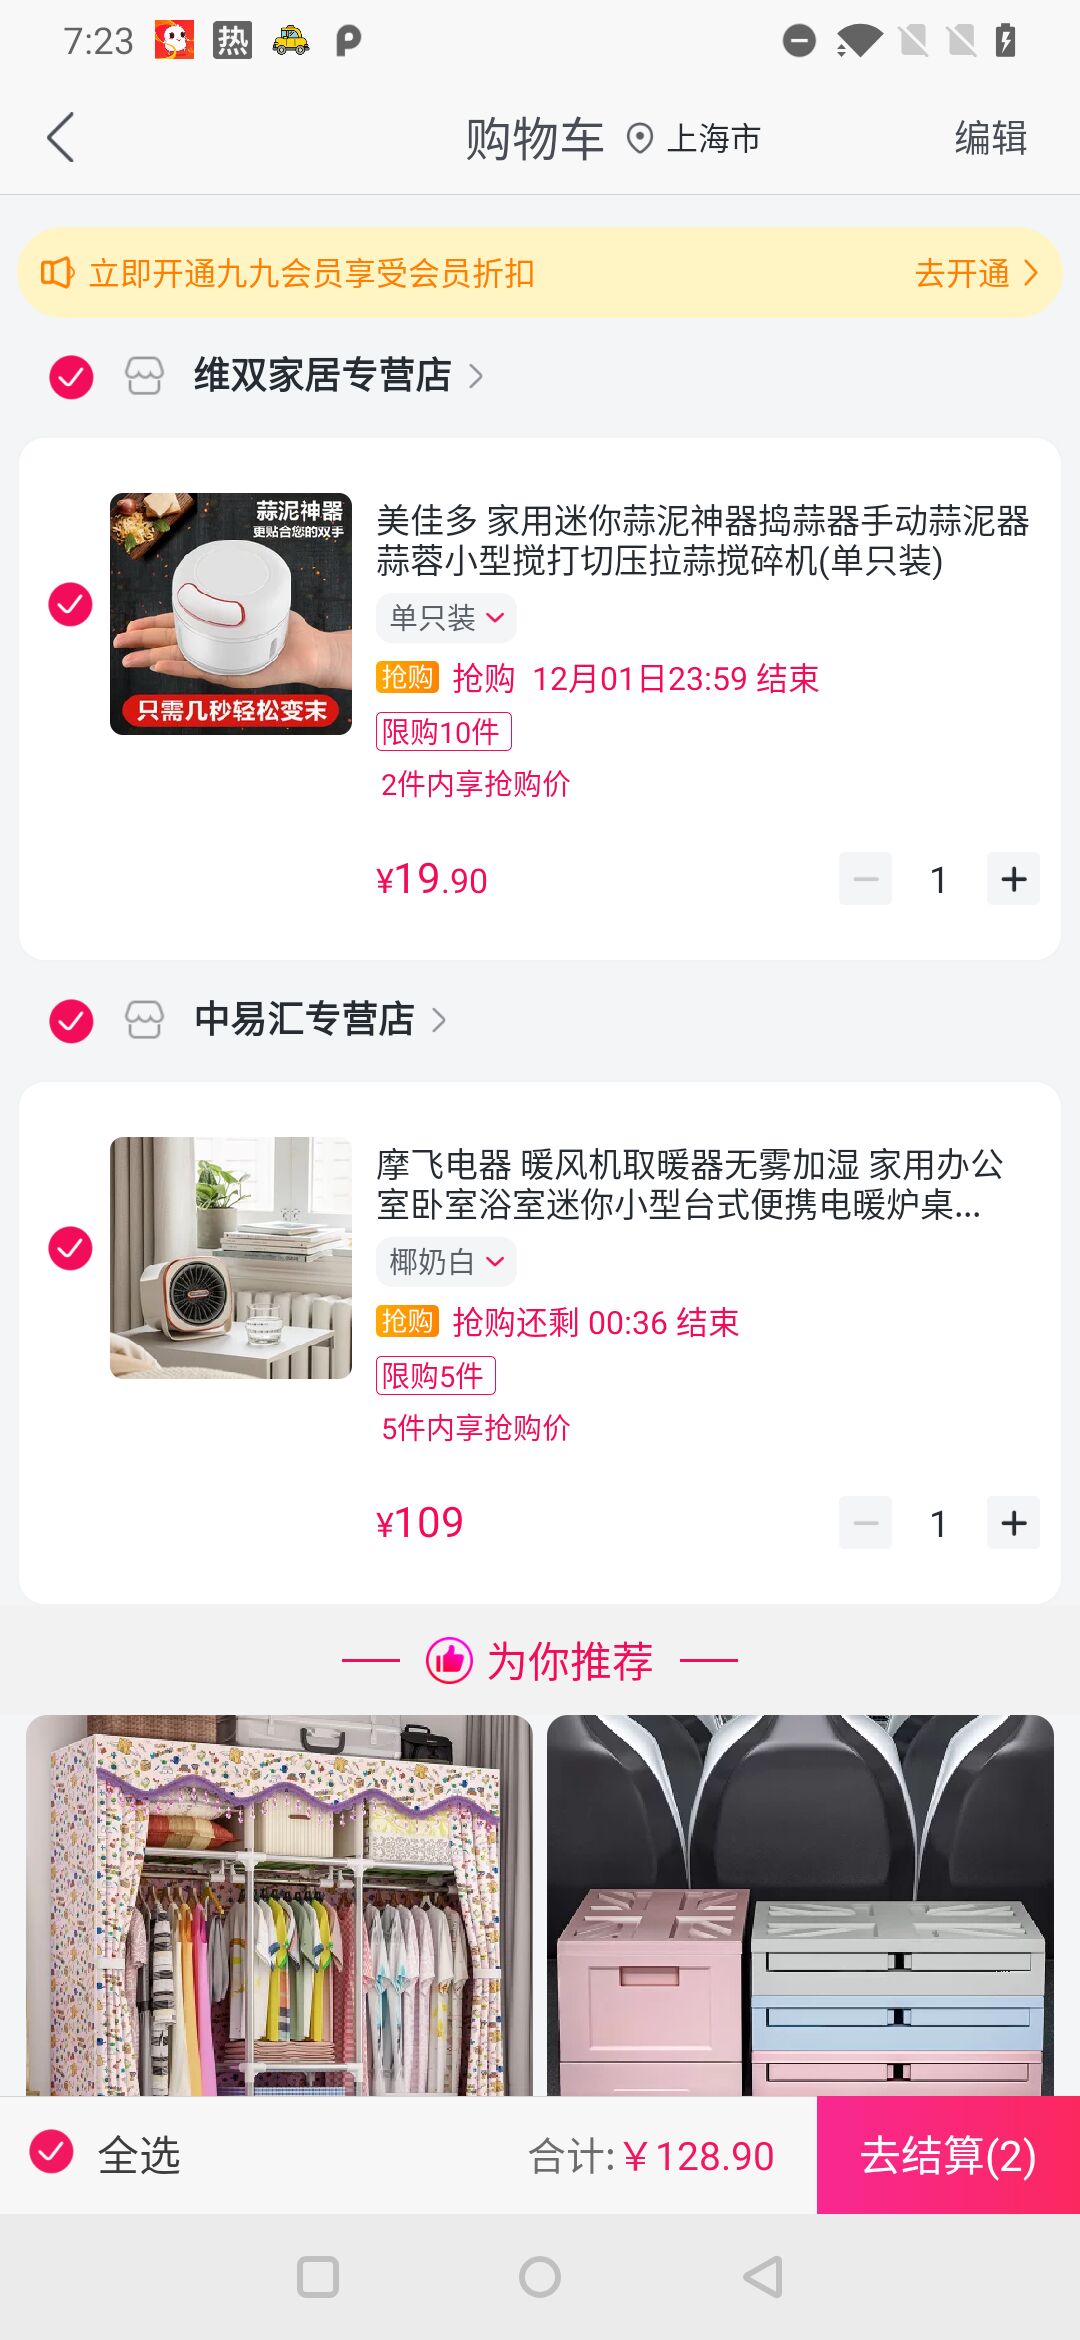 7:23
热
购物车 上海市
编辑
立即开通九九会员享受会员折扣
去开通
维双家居专营店
蒜泥神器
更贴合您的双手
只需几秒轻松变末
美佳多 家用迷你蒜泥神器捣蒜器手动蒜泥器
蒜蓉小型搅打切压拉蒜搅碎机(单只装)
单只装
抢购 抢购 12月01日23:59 结束
限购10件
2件内享抢购价
¥19.90
1
中易汇专营店
摩飞电器 暖风机取暖器无雾加湿 家用办公
室卧室浴室迷你小型台式便携电暖炉桌...
椰奶白
抢购 抢购还剩 00:36 结束
限购5件
5件内享抢购价
¥109
1
为你推荐
全选
合计:¥128.90
去结算(2)